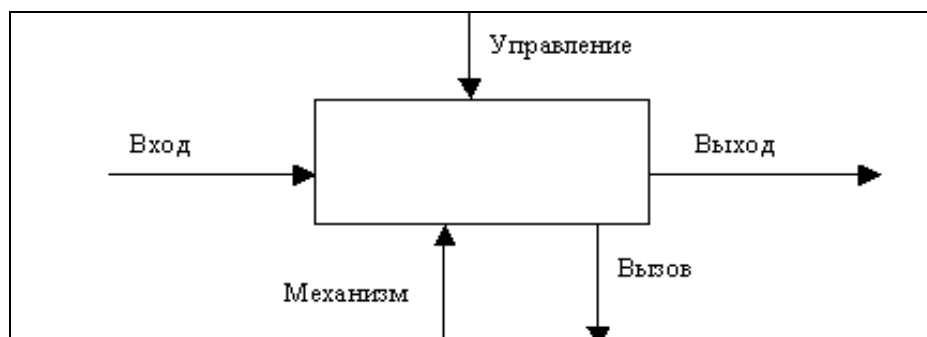 Управление
Вход
Выход
Вызов
Механизм